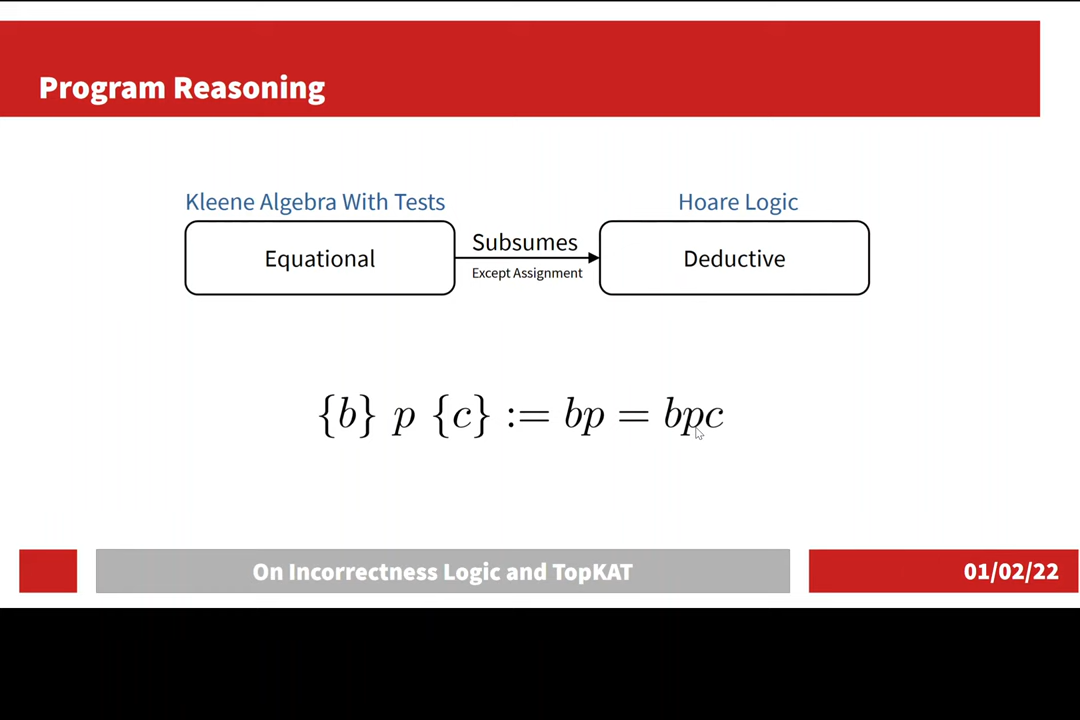 Program Reasoning
Kleene Algebra With Tests
Hoare Logic
Equational
Subsumes
Except Assignment
Deductive
{b} p {c} := bp = bpc
On Incorrectness Logic and TopKAT
01/02/22